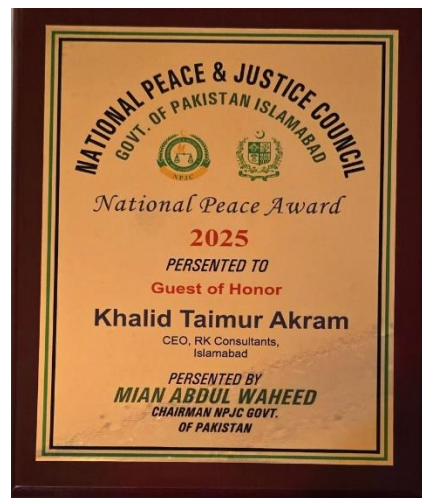 NATIONAL PEACE & JUSTICE COUNCIL
GOVT. OF PAKISTAN ISLAMABAD
NPJC
National Peace Award
2025
PERSENTED TO
Guest of Honor
Khalid Taimur Akram
CEO, RK Consultants,
Islamabad
PERSENTED BY
MIAN ABDUL WAHEED
CHAIRMAN NPJC GOVT.
OF PAKISTAN